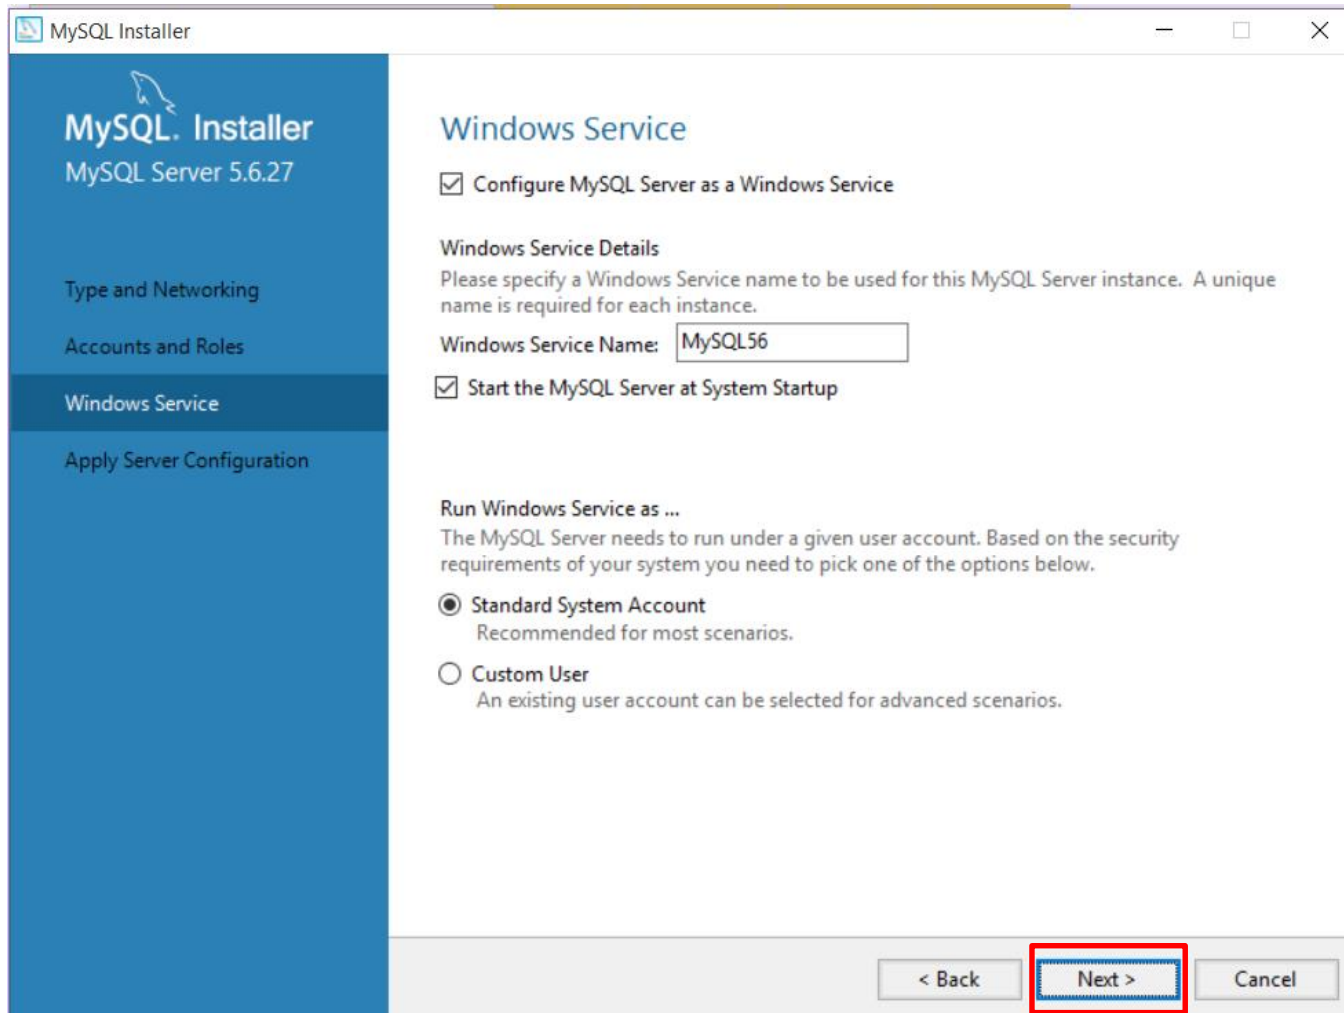 MySQL Installer
MySQL. Installer
MySQL Server 5.6.27
Type and Networking
Accounts and Roles
Windows Service
Apply Server Configuration
Windows Service
Configure MySQL Server as a Windows Service
Windows Service Details
Please specify a Windows Service name to be used for this MySQL Server instance. A unique
name is required for each instance.
Windows Service Name: MySQL56
Start the MySQL Server at System Startup
Run Windows Service as ...
The MySQL Server needs to run under a given user account. Based on the security
requirements of your system you need to pick one of the options below.
Standard System Account
Recommended for most scenarios.
Custom User
An existing user account can be selected for advanced scenarios.
< Back Next > Cancel